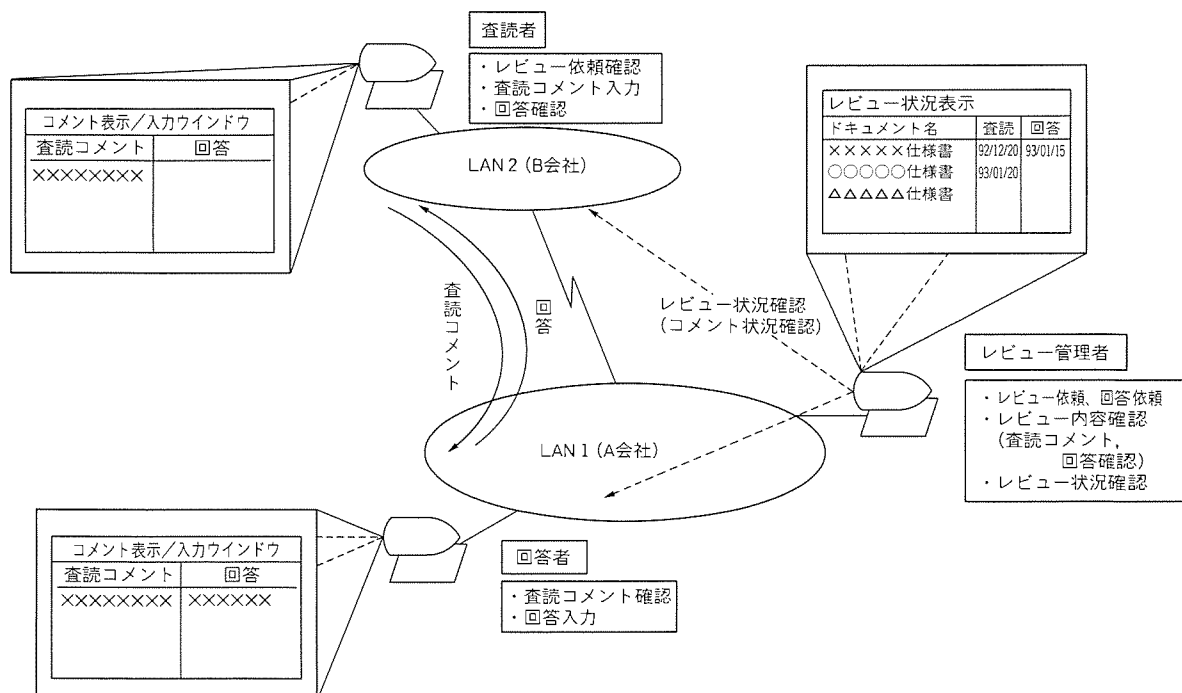 査読者
・レビュー依頼確認
・査読コメント入力
・回答確認
コメント表示/入力ウインドウ
査読コメント 回答
××××××××
LAN2(B会社)
レビュー状況表示
ドキュメント名 査読 回答
×××××仕様書 92/12/20 93/01/15
○○○○○仕様書 93/01/20
△△△△△仕様書
査読コメント
回答
レビュー状況確認
(コメント状況確認)
レビュー管理者
・レビュー依頼、回答依頼
・レビュー内容確認
(査読コメント,
回答確認)
・レビュー状況確認
LAN1(A会社)
コメント表示/入力ウインドウ
査読コメント 回答
×××××××× ××××××
回答者
・査読コメント確認
・回答入力